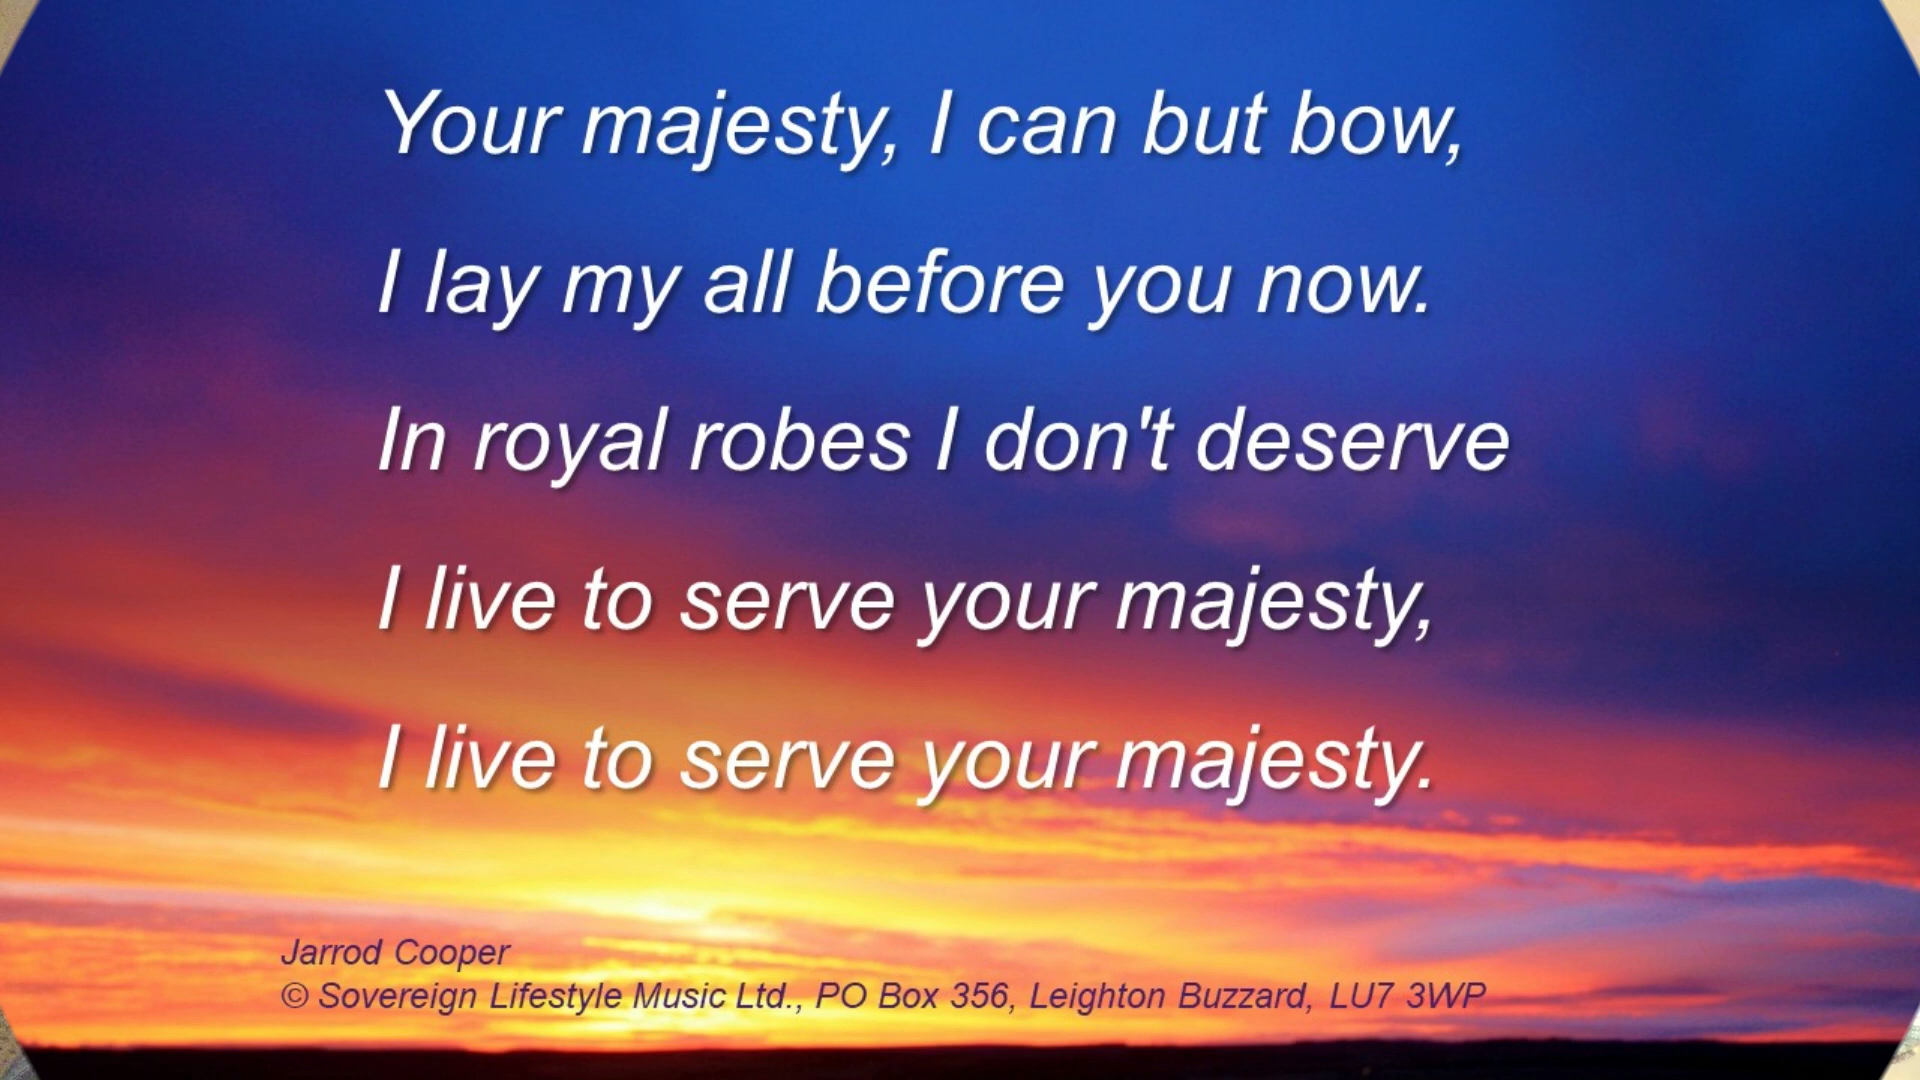 Your majesty, I can but bow,
I lay my all before you now.
In royal robes I don't deserve
I live to serve your majesty,
I live to serve your majesty.
Jarrod Cooper
© Sovereign Lifestyle Music Ltd., PO Box 356, Leighton Buzzard, LU7 3WP